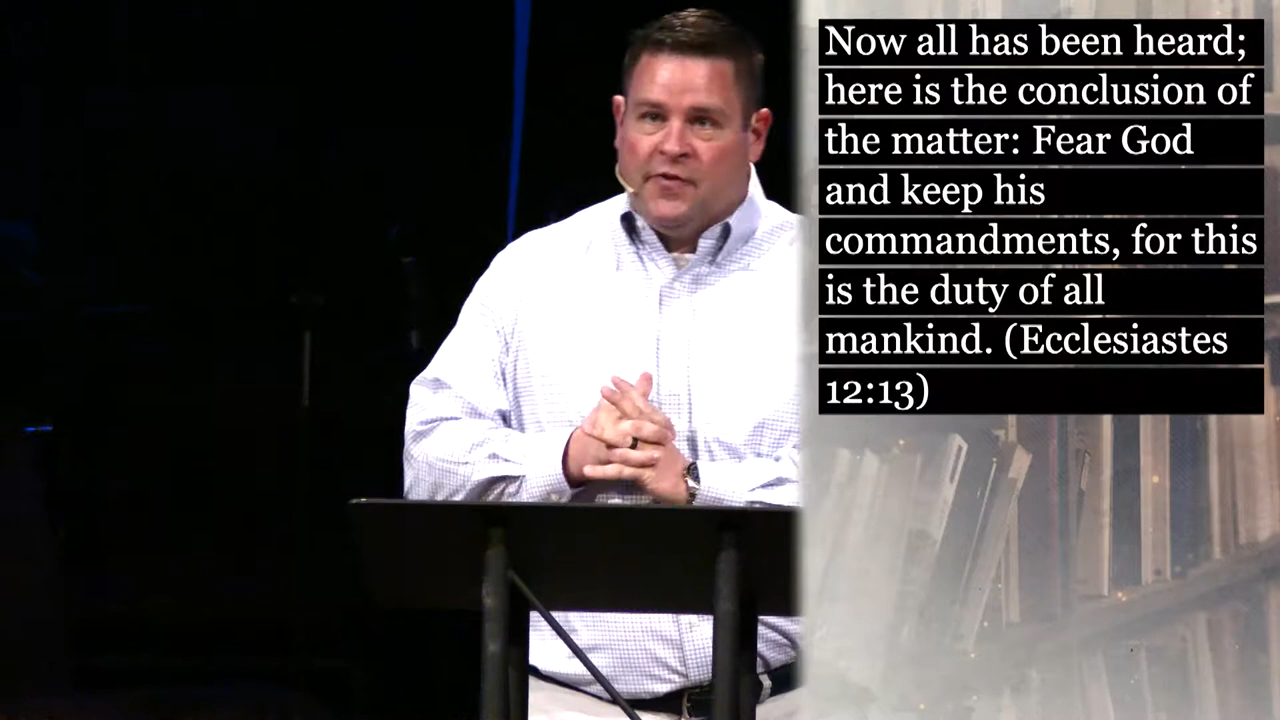 Now all has been heard;
here is the conclusion of
the matter: Fear God
and keep his
commandments, for this
is the duty of all
mankind. (Ecclesiastes
12:13)